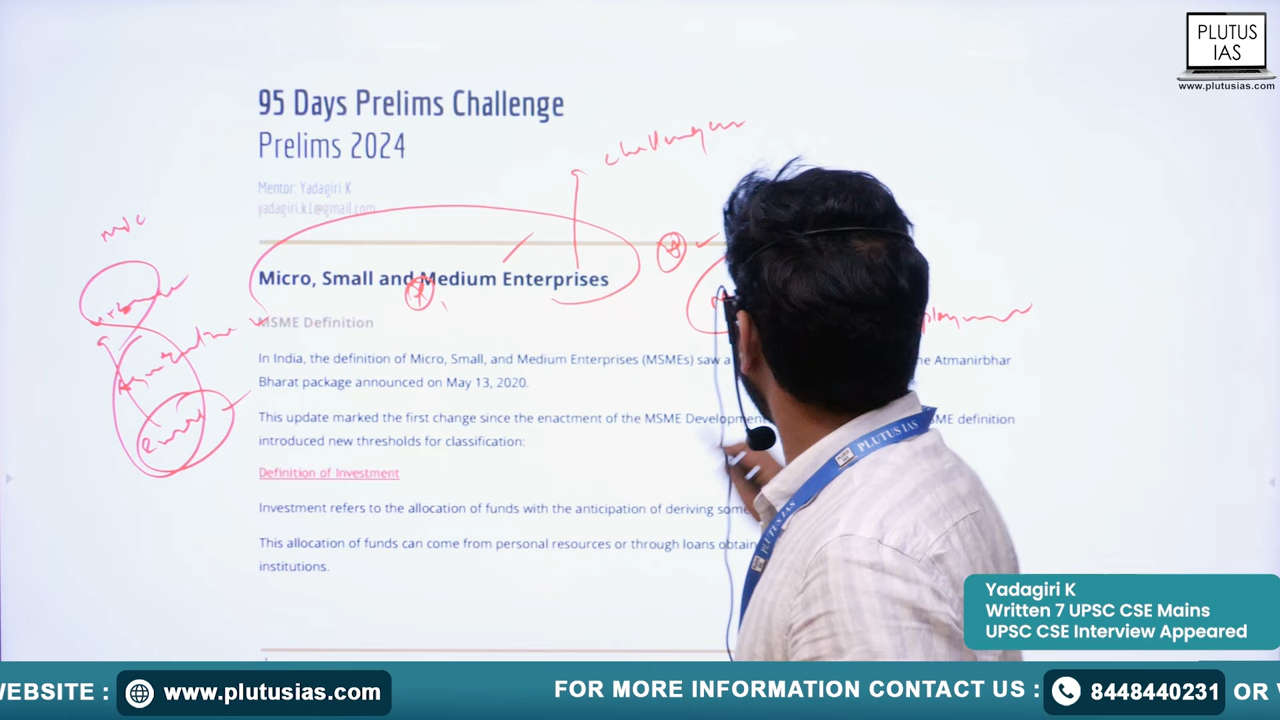 PLUTUS
IAS
www.plutusias.com
95 Days Prelims Challenge
Prelims 2024
Mentor: Yadagiri K
yadagiri.k1@gmail.com
Micro, Small and Medium Enterprises
MSME Definition
In India, the definition of Micro, Small, and Medium Enterprises (MSMEs) saw a Atmanirbhar
Bharat package announced on May 13, 2020.
This update marked the first change since the enactment of the MSME Development definition
introduced new thresholds for classification:
Definition of Investment
Investment refers to the allocation of funds with the anticipation of deriving
This allocation of funds can come from personal resources or through loans
institutions.
PLUTUS IAS
PLUTUS IAS
Yadagiri K
Written 7 UPSC CSE Mains
UPSC CSE Interview Appeared
WEBSITE : www.plutusias.com FOR MORE INFORMATION CONTACT US : 8448440231 OR